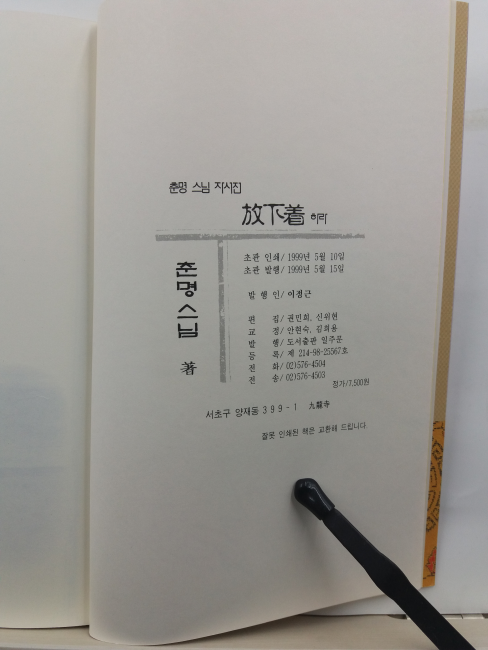 춘명 스님 자서집
放下着 하라
춘명스님 著
초판 인쇄/1999년 5월 10일
초판 발행/1999년 5월 15일
발 행 인/이점근
편 집/권민희, 신위현
교 정/안현숙, 김희용
발 행/도서출판 일주문
등 록/제 214-98-25567호
전 화/02)576-4504
전 송/02)576-4503
정가/7,500원
서초구 양재동 399-1 九龍寺
잘못 인쇄된 책은 교환해 드립니다